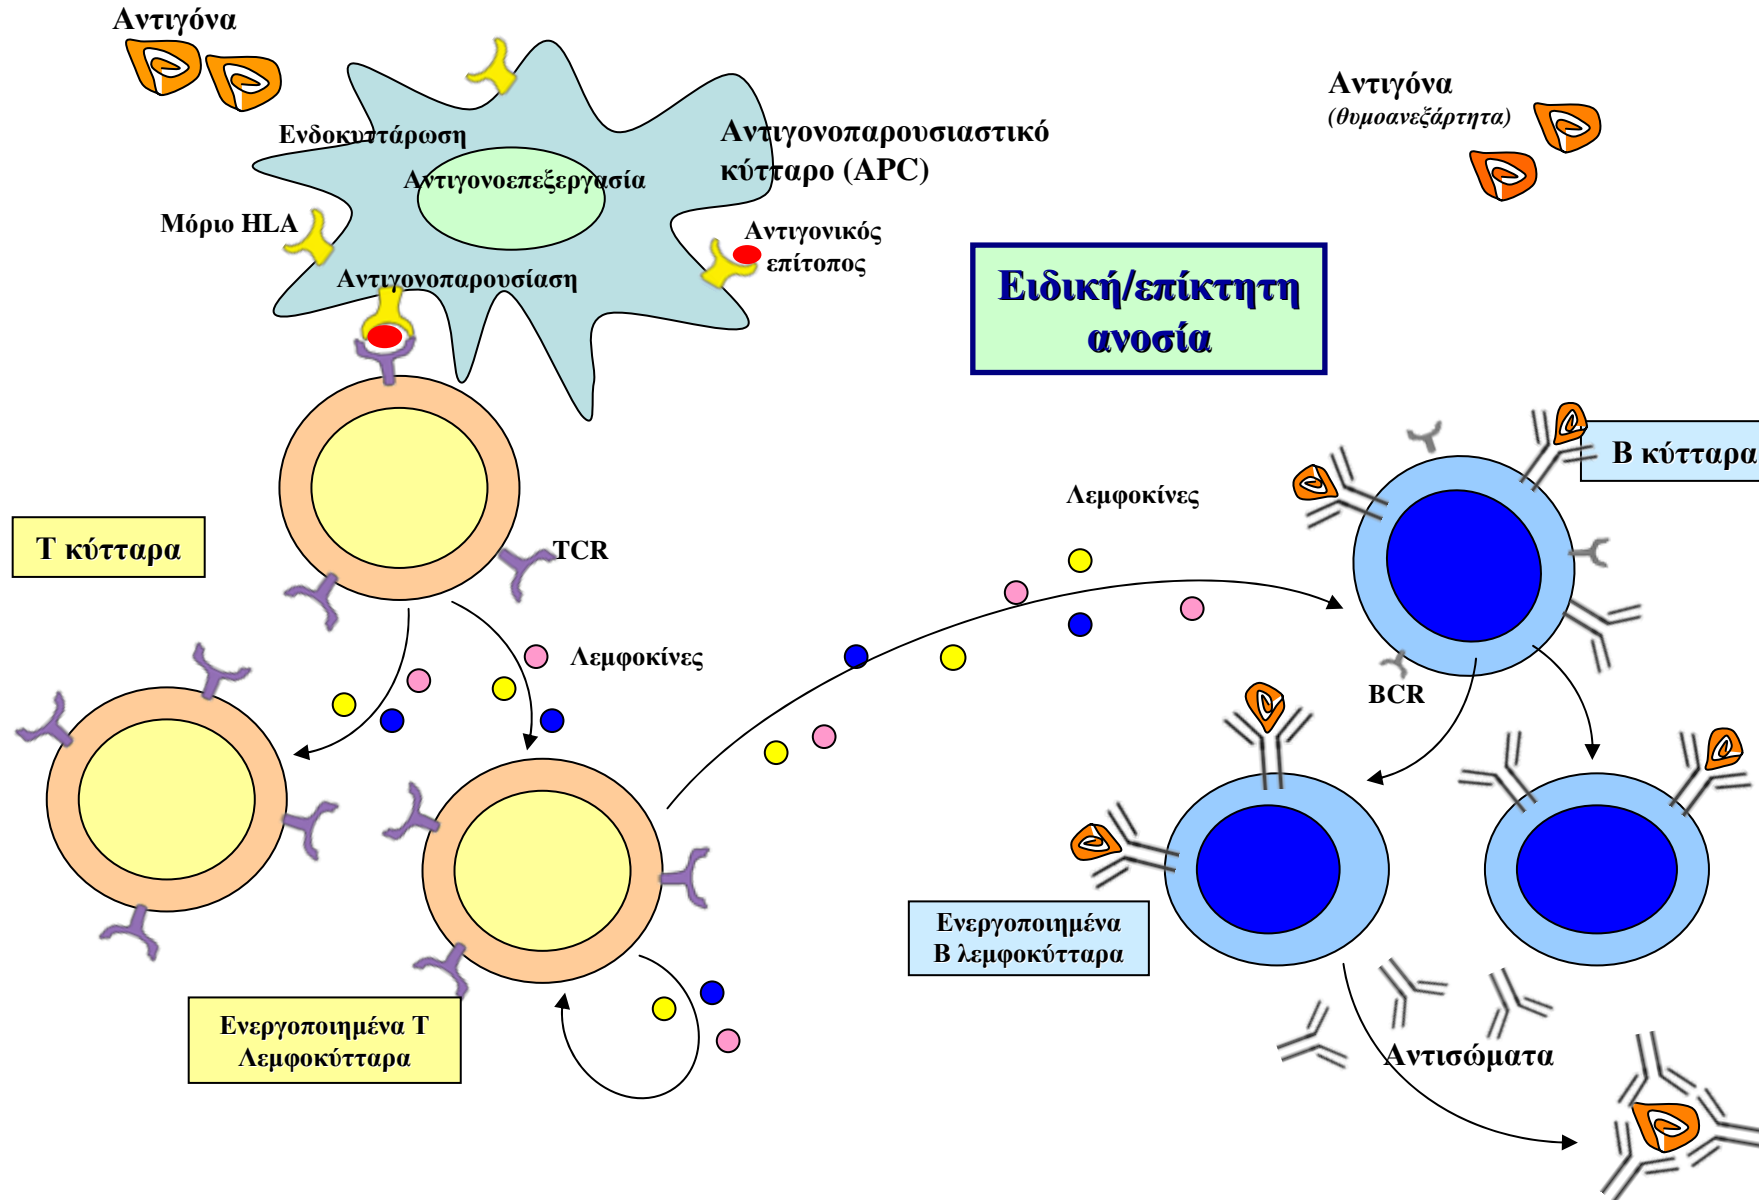 Αντιγόνα
Αντιγόνα
(θυμοανεξάρτητα)
Ενδοκυττάρωση
Αντιγονοπαρουσιαστικό
κύτταρο (APC)
Αντιγονοεπεξεργασία
Μόριο HLA
Αντιγονικός
επίτοπος
Αντιγονοπαρουσίαση
Ειδική/επίκτητη
ανοσία
Β κύτταρα
Λεμφοκίνες
Τ κύτταρα
TCR
Λεμφοκίνες
BCR
Ενεργοποιημένα
Β λεμφοκύτταρα
Ενεργοποιημένα Τ
Λεμφοκύτταρα
Αντισώματα